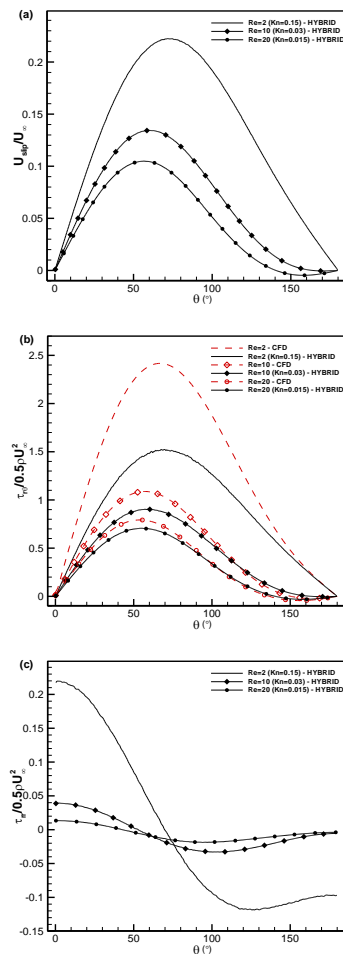 (a)
Re=2 (Kn=0.15) - HYBRID
Re=10 (Kn=0.03) - HYBRID
Re=20 (Kn=0.015) - HYBRID
U_slip/U_∞
0.2
0.15
0.1
0.05
0
0 50 100 150
θ (°)
(b)
Re=2 - CFD
Re=2 (Kn=0.15) - HYBRID
Re=10 - CFD
Re=10 (Kn=0.03) - HYBRID
Re=20 - CFD
Re=20 (Kn=0.015) - HYBRID
τ_rθ/0.5ρU²_∞
2.5
2
1.5
1
0.5
0
0 50 100 150
θ (°)
(c)
Re=2 (Kn=0.15) - HYBRID
Re=10 (Kn=0.03) - HYBRID
Re=20 (Kn=0.015) - HYBRID
τ_rr/0.5ρU²_∞
0.2
0.15
0.1
0.05
0
-0.05
-0.1
-0.15
0 50 100 150
θ (°)